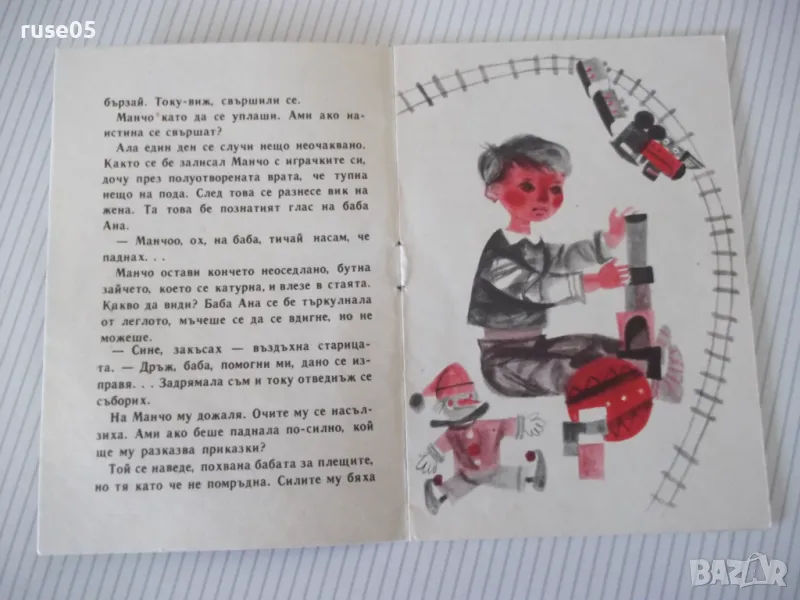 ruse05
бързай. Току-виж, свършили се.
Манчо като да се уплаши. Ами ако на-
истина се свършат?
Ала един ден се случи нещо неочаквано.
Както се бе записал Манчо с играчките си,
дочу през полуотворената врата, че тупна
нещо на пода. След това се разнесе вик на
жена. Та това бе познатият глас на баба
Ана.
— Манчоо, ох, на баба, тичай насам, че
паднах. . .
Манчо остави кончето неоседлано, бутна
зайчето, което се катурна, и влезе в стаята.
Какво да види? Баба Ана се бе търкулнала
от леглото, мъчеше се да се вдигне, но не
можеше.
— Сине, закъсах — въздъхна старица-
та. — Дръж, баба, помогни ми, дано се из-
правя. . . Задрямала съм и току отведнъж се
съборих.
На Манчо му дожаля. Очите му се насъл-
зиха. Ами ако беше паднала по-силно, кой
ще му разказва приказки?
Той се наведе, похвана бабата за плещите,
но тя като че не помръдна. Силите му бяха
BAZAR